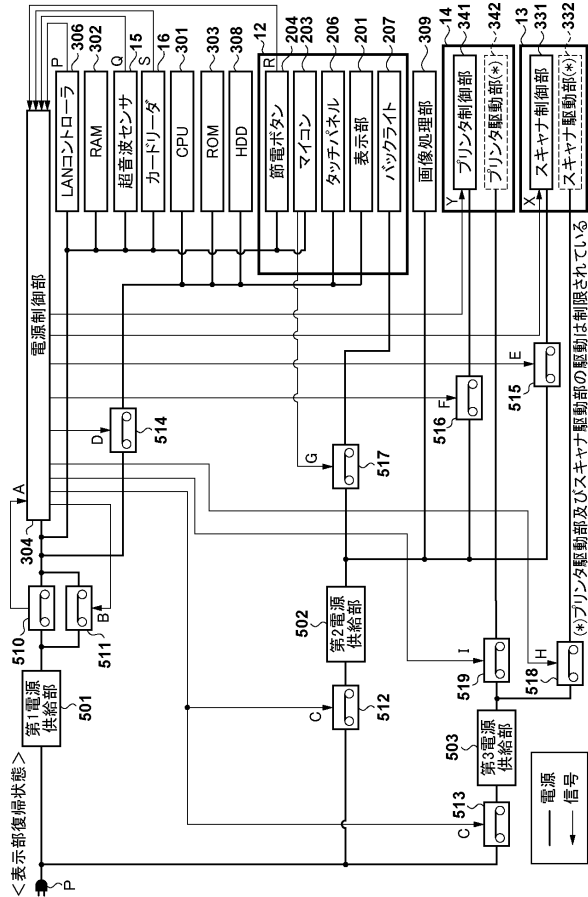 <表示部復帰状態>
P
第1電源
供給部
501
510
511
A
B
304
電源制御部
D
514
C
512
第2電源
供給部
502
G
517
C
513
第3電源
供給部
503
I
519
H
518
F
516
E
515
P
LANコントローラ
306
RAM
302
Q
超音波センサ
15
S
カードリーダ
16
CPU
301
ROM
303
HDD
308
12
R
節電ボタン
204
マイコン
203
タッチパネル
206
表示部
201
バックライト
207
画像処理部
309
14
Y
プリンタ制御部
341
プリンタ駆動部(*)
342
13
X
スキャナ制御部
331
スキャナ駆動部(*)
332
電源
信号
(*)プリンタ駆動部及びスキャナ駆動部の駆動は制限されている